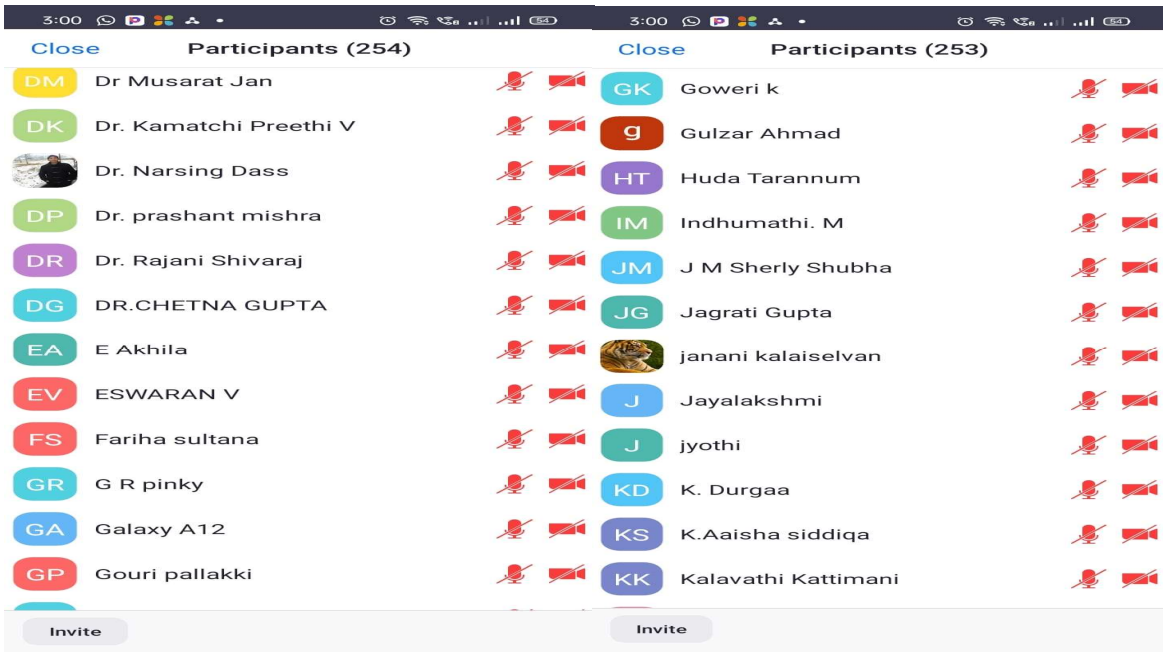 3:00 54
Close Participants (254)
DM Dr Musarat Jan
DK Dr. Kamatchi Preethi V
Dr. Narsing Dass
DP Dr. prashant mishra
DR Dr. Rajani Shivaraj
DG DR.CHETNA GUPTA
EA E Akhila
EV ESWARAN V
FS Fariha sultana
GR G R pinky
GA Galaxy A12
GP Gouri pallakki
Invite
3:00 54
Close Participants (253)
GK Goweri k
g Gulzar Ahmad
HT Huda Tarannum
IM Indhumathi. M
JM J M Sherly Shubha
JG Jagrati Gupta
janani kalaiselvan
J Jayalakshmi
J jyothi
KD K. Durgaa
KS K.Aaisha siddiqa
KK Kalavathi Kattimani
Invite